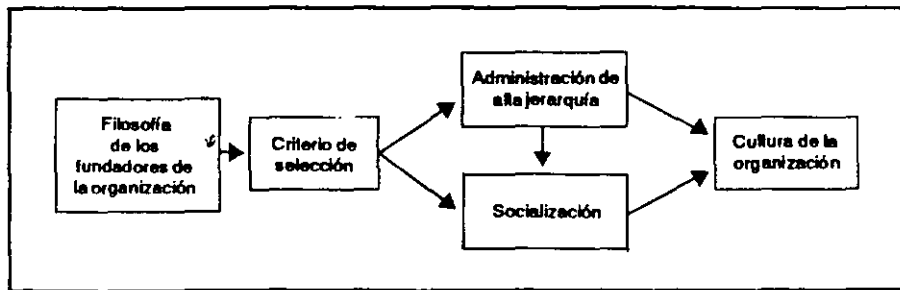 Filosofía
de los
fundadores de
la organización
Criterio de
selección
Administración de
alta jerarquía
Socialización
Cultura de la
organización